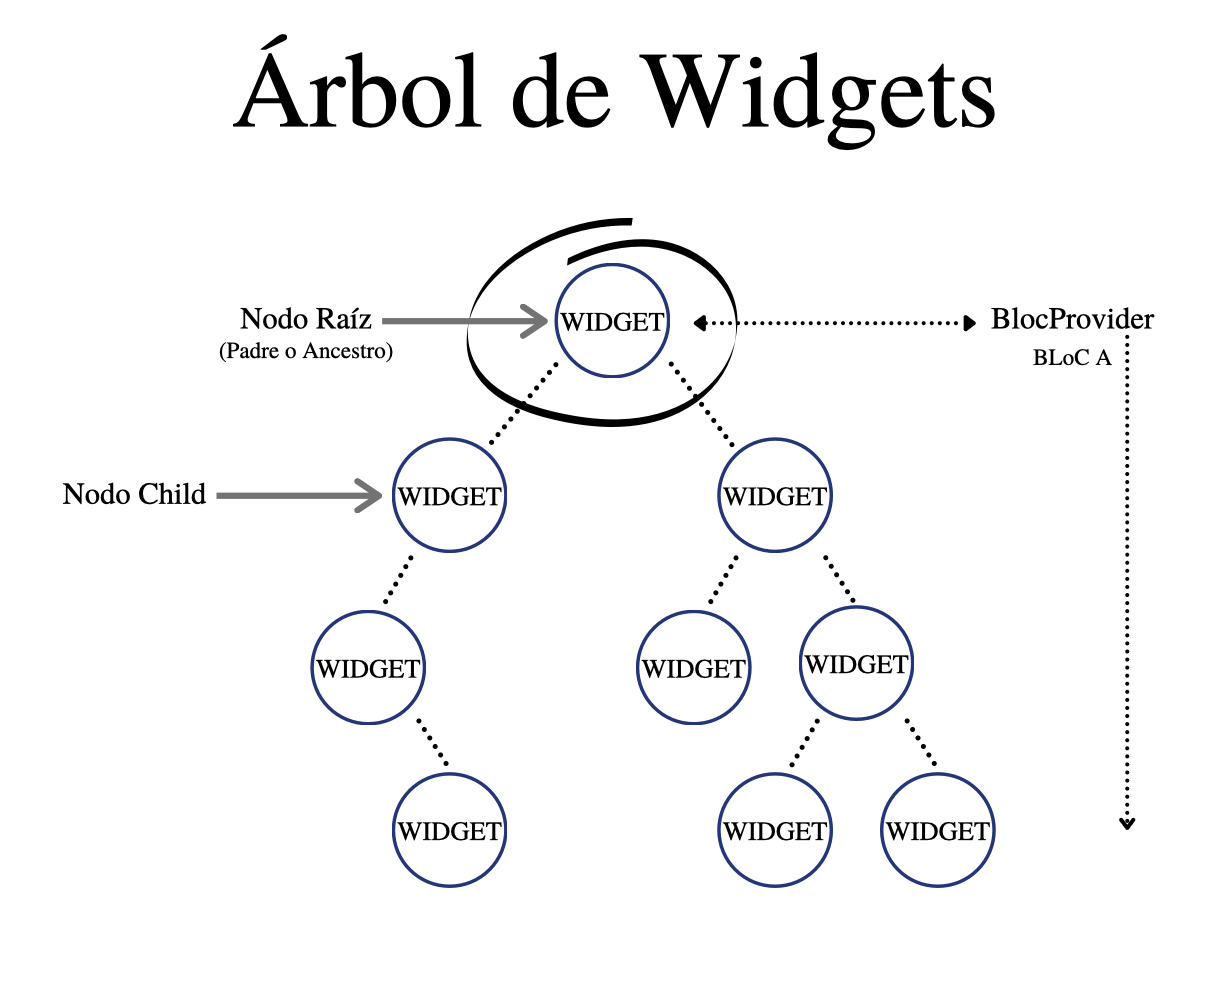 Árbol de Widgets
Nodo Raíz
(Padre o Ancestro)
WIDGET
BlocProvider
BLoC A
Nodo Child
WIDGET
WIDGET
WIDGET
WIDGET
WIDGET
WIDGET
WIDGET
WIDGET